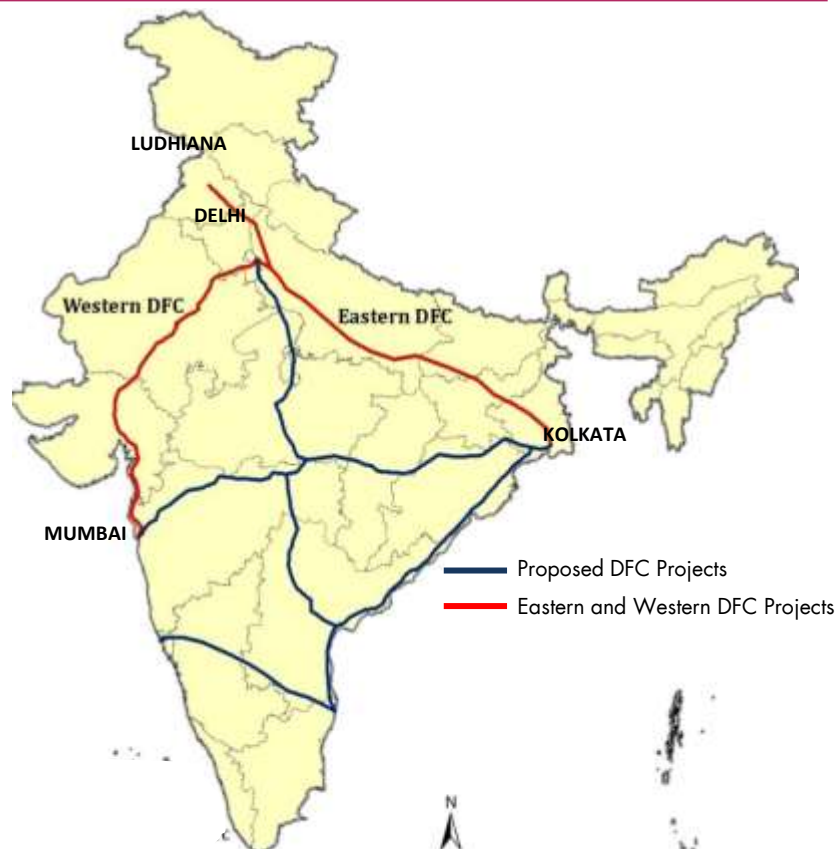 LUDHIANA
DELHI
Western DFC
Eastern DFC
KOLKATA
MUMBAI
Proposed DFC Projects
Eastern and Western DFC Projects
N